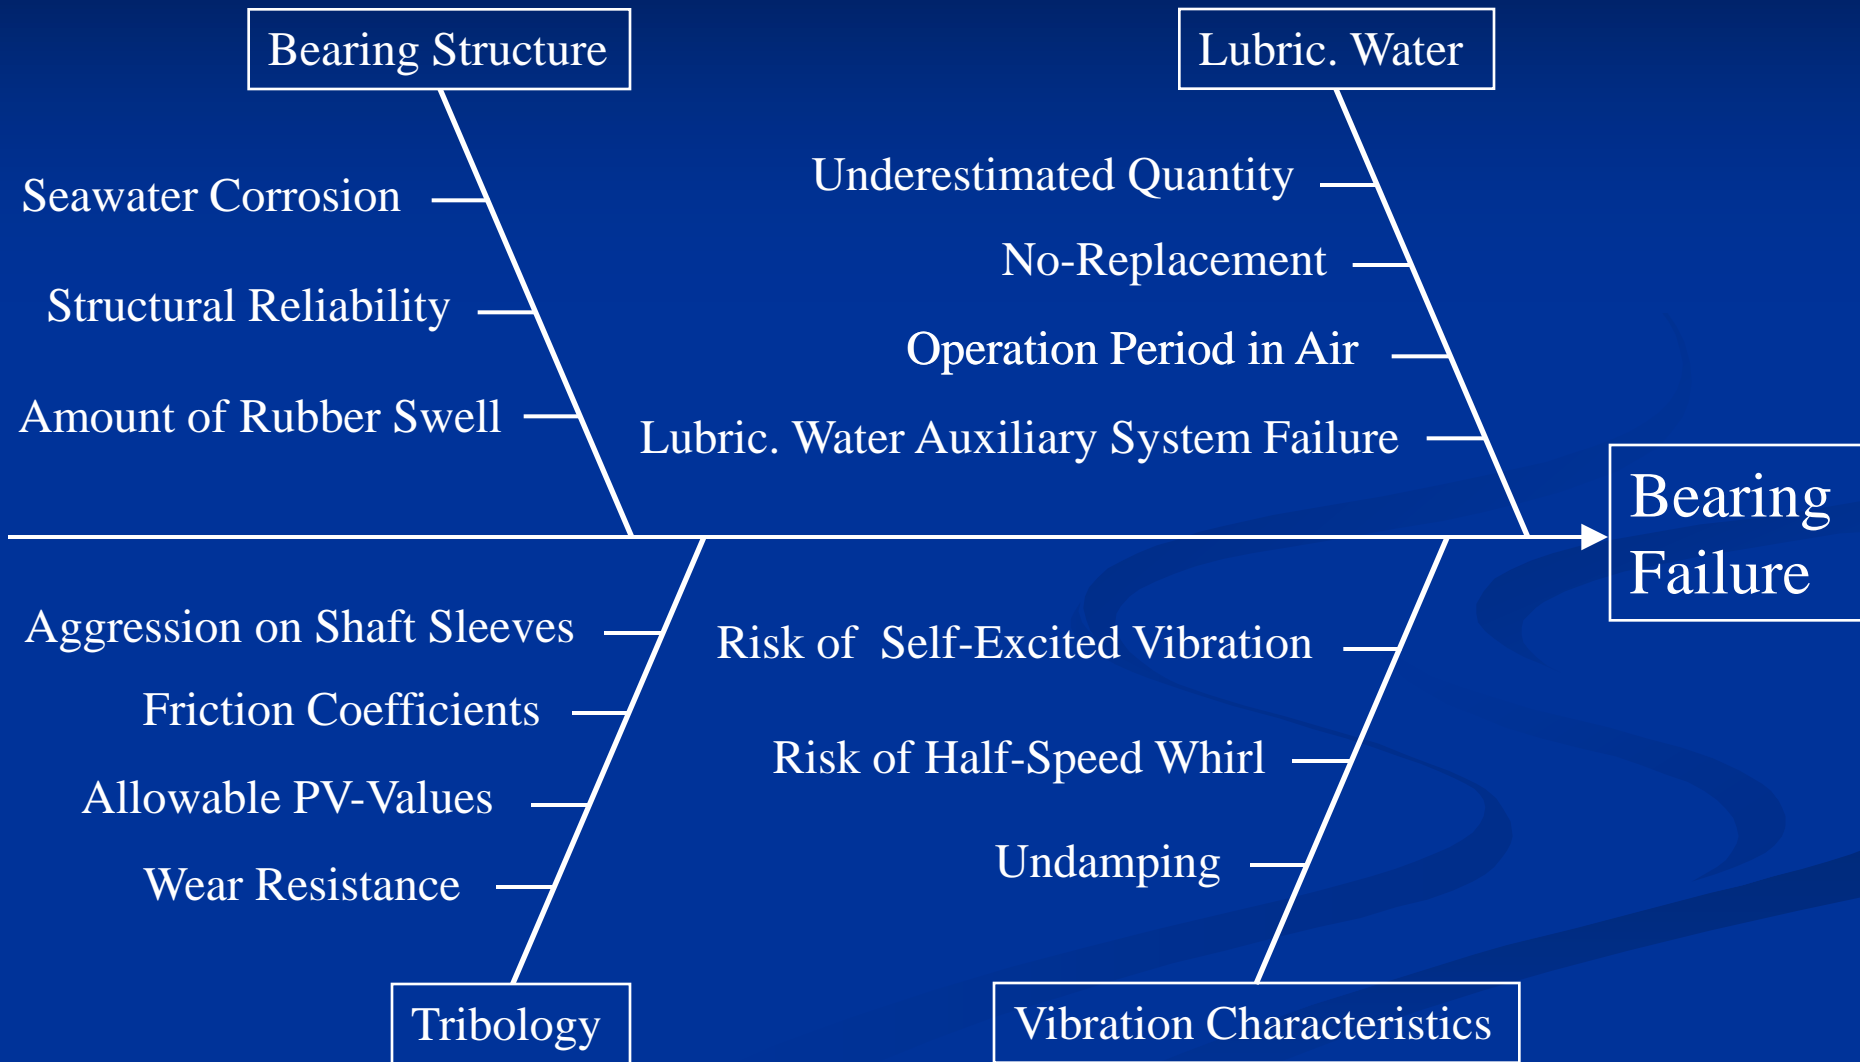 Bearing Structure
Seawater Corrosion
Structural Reliability
Amount of Rubber Swell
Lubric. Water
Underestimated Quantity
No-Replacement
Operation Period in Air
Lubric. Water Auxiliary System Failure
Bearing
Failure
Aggression on Shaft Sleeves
Friction Coefficients
Allowable PV-Values
Wear Resistance
Tribology
Risk of  Self-Excited Vibration
Risk of Half-Speed Whirl
Undamping
Vibration Characteristics